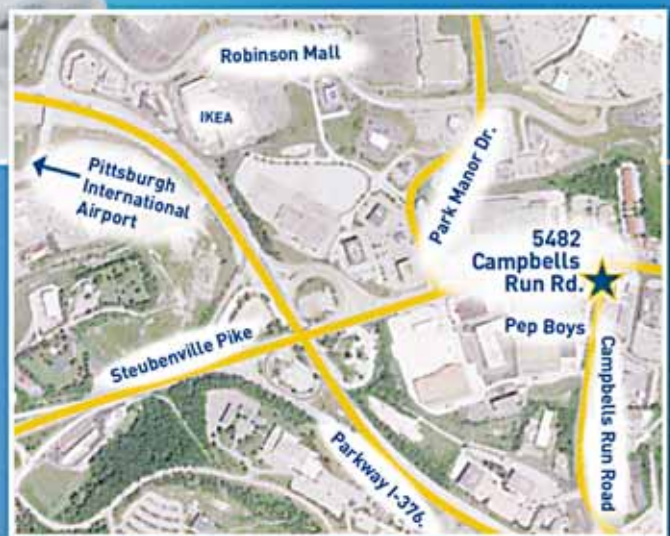 Robinson Mall
IKEA
Pittsburgh
International
Airport
Park Manor Dr.
5482
Campbells
Run Rd.
Pep Boys
Steubenville Pike
Campbells Run Road
Parkway I-376.